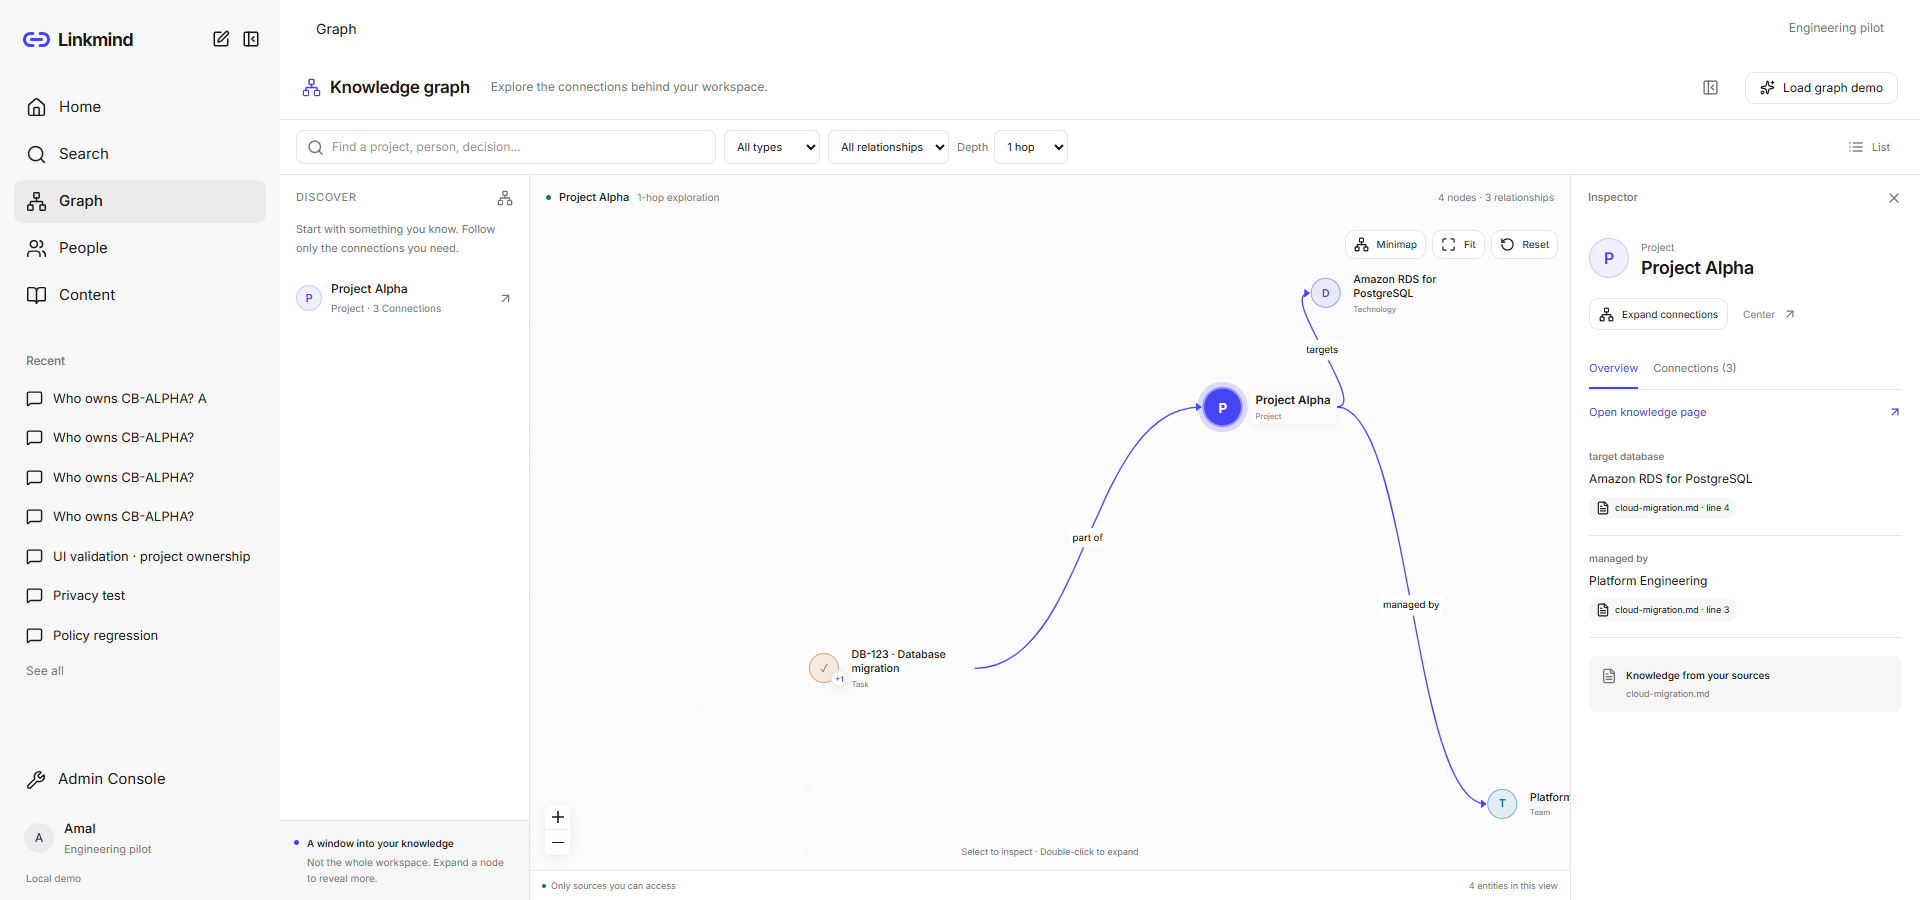 Linkmind
Home
Search
Graph
People
Content
Recent
Who owns CB-ALPHA? A
Who owns CB-ALPHA?
Who owns CB-ALPHA?
Who owns CB-ALPHA?
UI validation · project ownership
Privacy test
Policy regression
See all
Admin Console
A
Amal
Engineering pilot
Local demo
Graph
Engineering pilot
Knowledge graph
Explore the connections behind your workspace.
Load graph demo
Find a project, person, decision...
All types
All relationships
Depth
1 hop
List
DISCOVER
Start with something you know. Follow
only the connections you need.
P
Project Alpha
Project · 3 Connections
A window into your knowledge
Not the whole workspace. Expand a node
to reveal more.
Project Alpha
1-hop exploration
4 nodes · 3 relationships
Minimap
Fit
Reset
D
Amazon RDS for
PostgreSQL
Technology
targets
P
Project Alpha
Project
part of
managed by
✓
+1
DB-123 · Database
migration
Task
T
Platform
Team
+
−
Select to inspect · Double-click to expand
Only sources you can access
4 entities in this view
Inspector
P
Project
Project Alpha
Expand connections
Center
Overview
Connections (3)
Open knowledge page
target database
Amazon RDS for PostgreSQL
cloud-migration.md · line 4
managed by
Platform Engineering
cloud-migration.md · line 3
Knowledge from your sources
cloud-migration.md